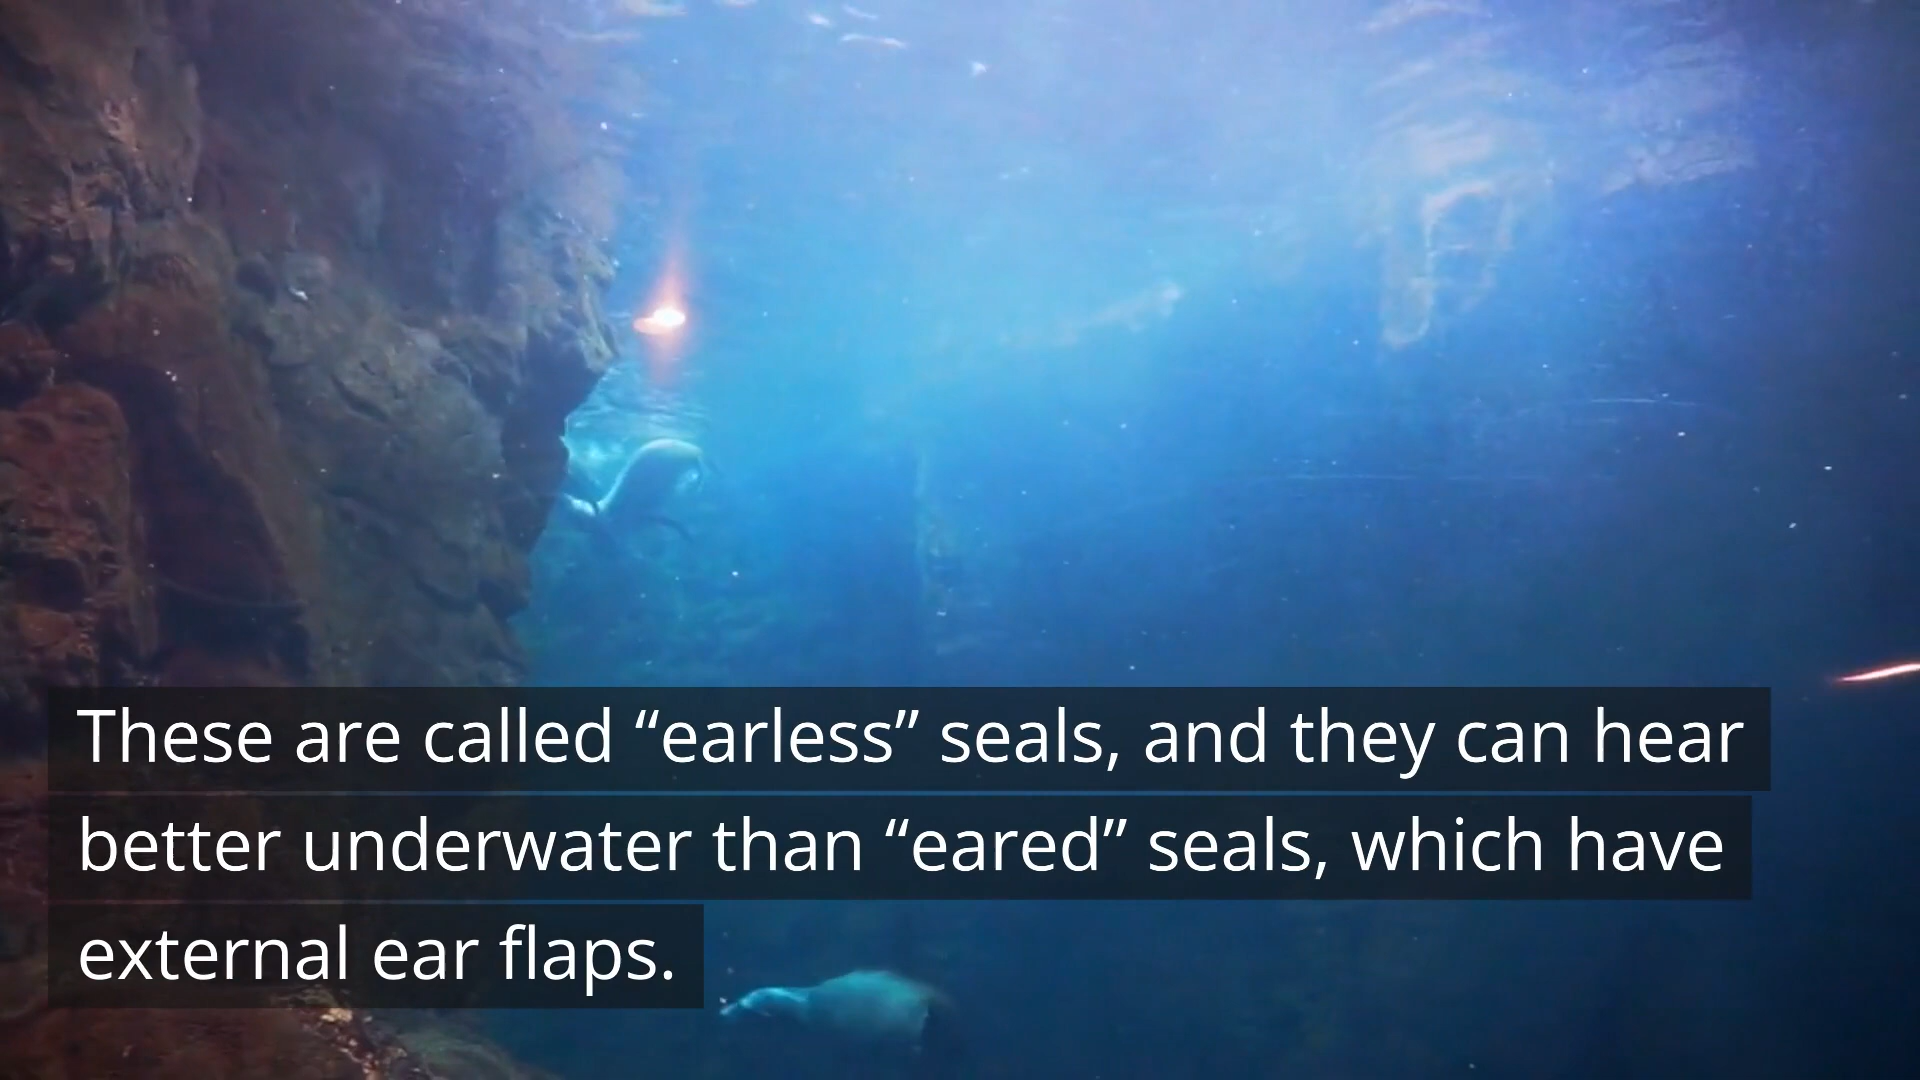 These are called “earless” seals, and they can hear
better underwater than “eared” seals, which have
external ear flaps.